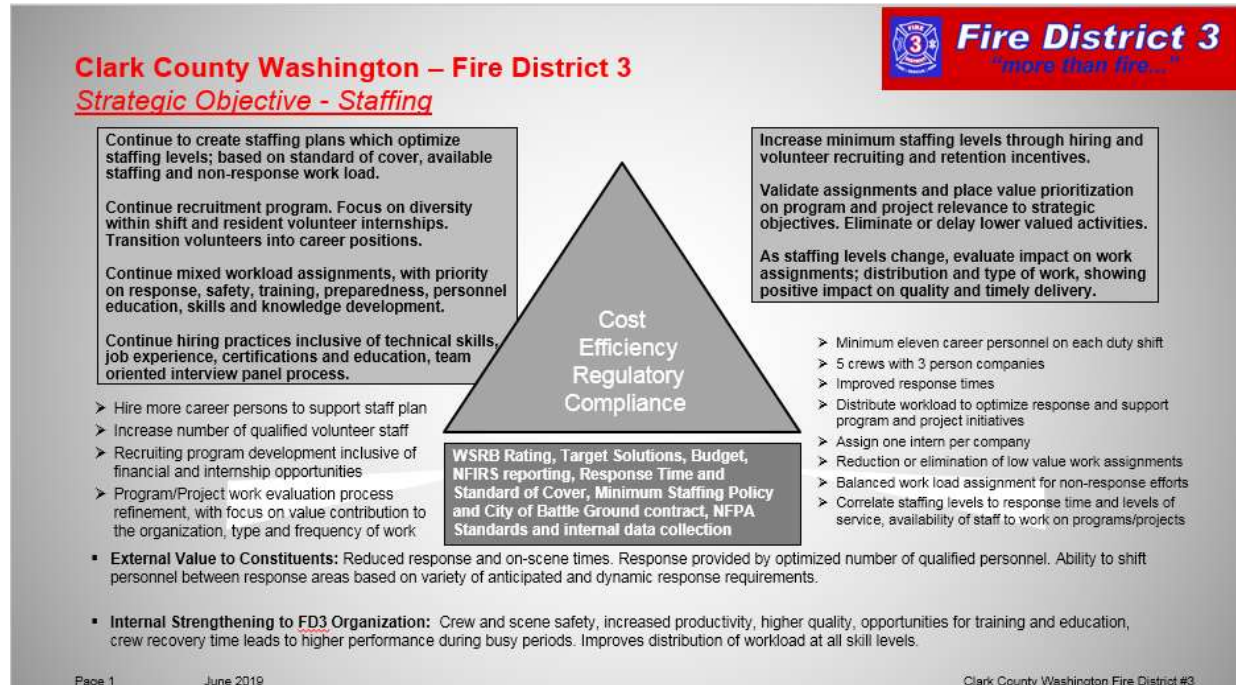 Fire District 3
"more than fire..."
FIRE
3
Clark County Washington – Fire District 3
Strategic Objective - Staffing
Continue to create staffing plans which optimize
staffing levels; based on standard of cover, available
staffing and non-response work load.
Continue recruitment program. Focus on diversity
within shift and resident volunteer internships.
Transition volunteers into career positions.
Continue mixed workload assignments, with priority
on response, safety, training, preparedness, personnel
education, skills and knowledge development.
Continue hiring practices inclusive of technical skills,
job experience, certifications and education, team
oriented interview panel process.
➤ Hire more career persons to support staff plan
➤ Increase number of qualified volunteer staff
➤ Recruiting program development inclusive of
financial and internship opportunities
➤ Program/Project work evaluation process
refinement, with focus on value contribution to
the organization, type and frequency of work
Cost
Efficiency
Regulatory
Compliance
WSRB Rating, Target Solutions, Budget,
NFIRS reporting, Response Time and
Standard of Cover, Minimum Staffing Policy
and City of Battle Ground contract, NFPA
Standards and internal data collection
Increase minimum staffing levels through hiring and
volunteer recruiting and retention incentives.
Validate assignments and place value prioritization
on program and project relevance to strategic
objectives. Eliminate or delay lower valued activities.
As staffing levels change, evaluate impact on work
assignments; distribution and type of work, showing
positive impact on quality and timely delivery.
➤ Minimum eleven career personnel on each duty shift
➤ 5 crews with 3 person companies
➤ Improved response times
➤ Distribute workload to optimize response and support
program and project initiatives
➤ Assign one intern per company
➤ Reduction or elimination of low value work assignments
➤ Balanced work load assignment for non-response efforts
➤ Correlate staffing levels to response time and levels of
service, availability of staff to work on programs/projects
▪ External Value to Constituents: Reduced response and on-scene times. Response provided by optimized number of qualified personnel. Ability to shift
personnel between response areas based on variety of anticipated and dynamic response requirements.
▪ Internal Strengthening to FD3 Organization: Crew and scene safety, increased productivity, higher quality, opportunities for training and education,
crew recovery time leads to higher performance during busy periods. Improves distribution of workload at all skill levels.
Page 1 June 2019 Clark County Washington Fire District #3